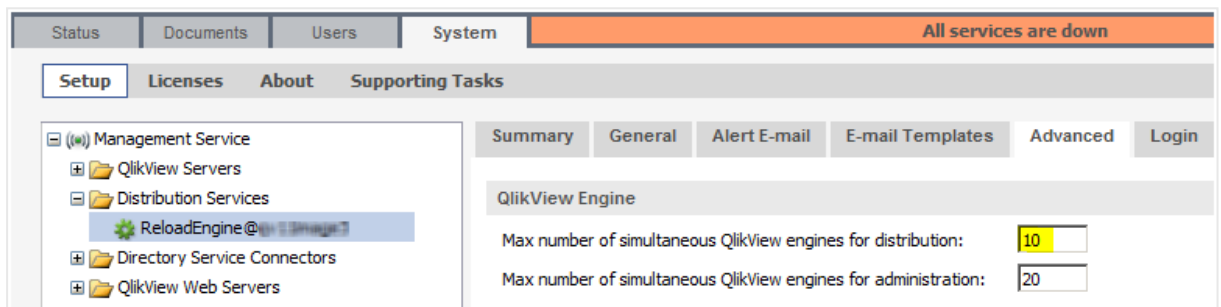 Status Documents Users System All services are down
Setup Licenses About Supporting Tasks
Management Service
QlikView Servers
Distribution Services
ReloadEngine@
Directory Service Connectors
QlikView Web Servers
Summary General Alert E-mail E-mail Templates Advanced Login
QlikView Engine
Max number of simultaneous QlikView engines for distribution: 10
Max number of simultaneous QlikView engines for administration: 20